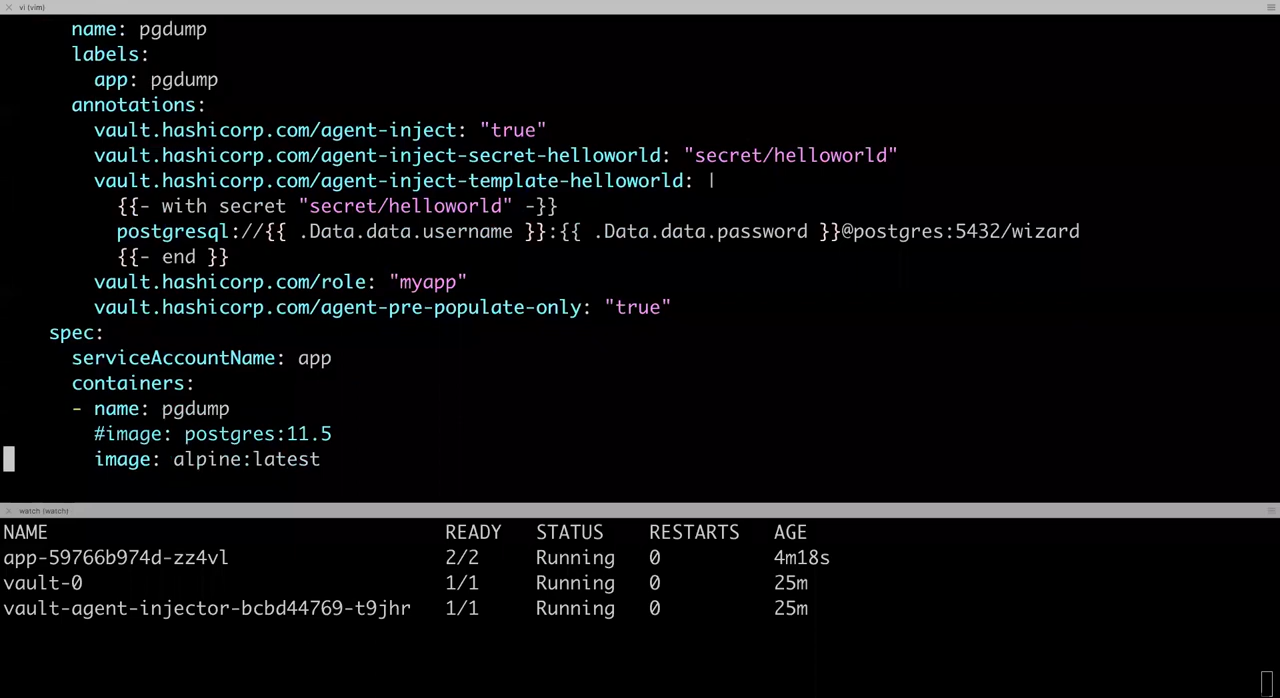 vi (vim)
name: pgdump
labels:
app: pgdump
annotations:
vault.hashicorp.com/agent-inject: "true"
vault.hashicorp.com/agent-inject-secret-helloworld: "secret/helloworld"
vault.hashicorp.com/agent-inject-template-helloworld: |
{{- with secret "secret/helloworld" -}}
postgresql://{{ .Data.data.username }}:{{ .Data.data.password }}@postgres:5432/wizard
{{- end }}
vault.hashicorp.com/role: "myapp"
vault.hashicorp.com/agent-pre-populate-only: "true"
spec:
serviceAccountName: app
containers:
- name: pgdump
#image: postgres:11.5
image: alpine:latest
watch (watch)
NAME READY STATUS RESTARTS AGE
app-59766b974d-zz4vl 2/2 Running 0 4m18s
vault-0 1/1 Running 0 25m
vault-agent-injector-bcbd44769-t9jhr 1/1 Running 0 25m